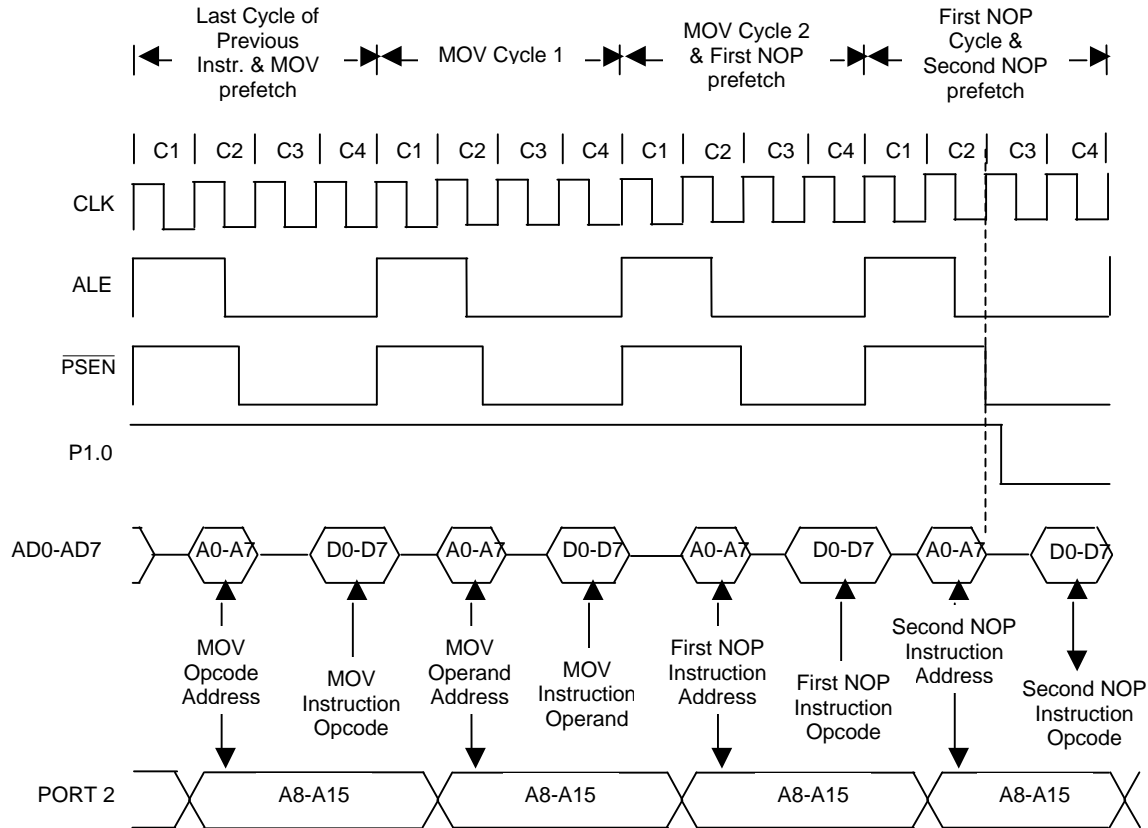 Last Cycle of
Previous
Instr. & MOV
prefetch
MOV Cycle 1
MOV Cycle 2
& First NOP
prefetch
First NOP
Cycle &
Second NOP
prefetch
C1 C2 C3 C4 C1 C2 C3 C4 C1 C2 C3 C4 C1 C2 C3 C4
CLK
ALE
PSEN
P1.0
AD0-AD7 A0-A7 D0-D7 A0-A7 D0-D7 A0-A7 D0-D7 A0-A7 D0-D7
MOV
Opcode
Address
MOV
Instruction
Opcode
MOV
Operand
Address
MOV
Instruction
Operand
First NOP
Instruction
Address
First NOP
Instruction
Opcode
Second NOP
Instruction
Address
Second NOP
Instruction
Opcode
PORT 2 A8-A15 A8-A15 A8-A15 A8-A15